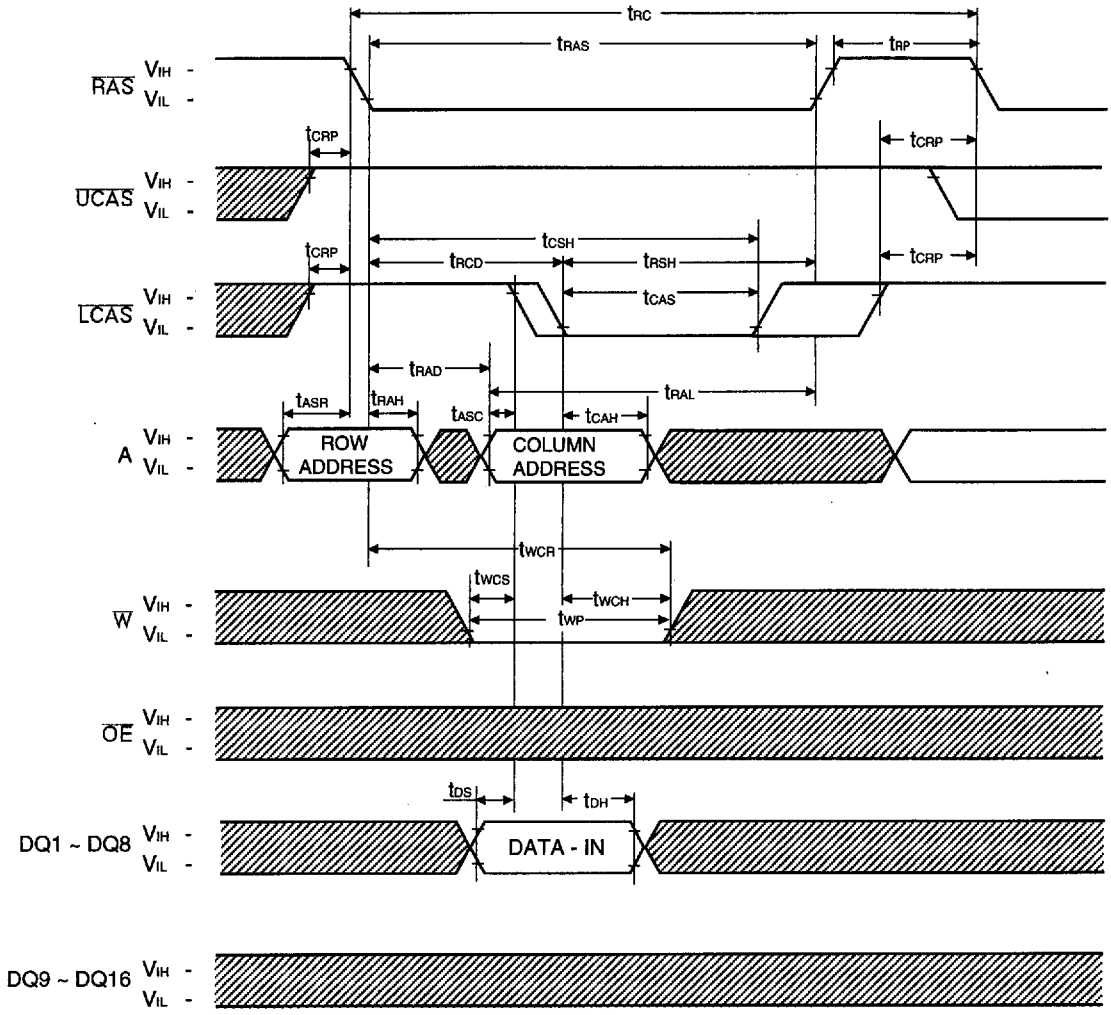 tRC
tRAS
tRP
RAS VIH -
VIL -
tCRP
tCRP
UCAS VIH -
VIL -
tCSH
tCRP
tRCD
tRSH
tCRP
LCAS VIH -
VIL -
tCAS
tRAD
tRAL
tASR
tRAH
tASC
tCAH
A VIH -
VIL -
ROW
ADDRESS
COLUMN
ADDRESS
tWCR
tWCS
tWCH
W VIH -
VIL -
tWP
OE VIH -
VIL -
tDS
tDH
DQ1 ~ DQ8 VIH -
VIL -
DATA - IN
DQ9 ~ DQ16 VIH -
VIL -